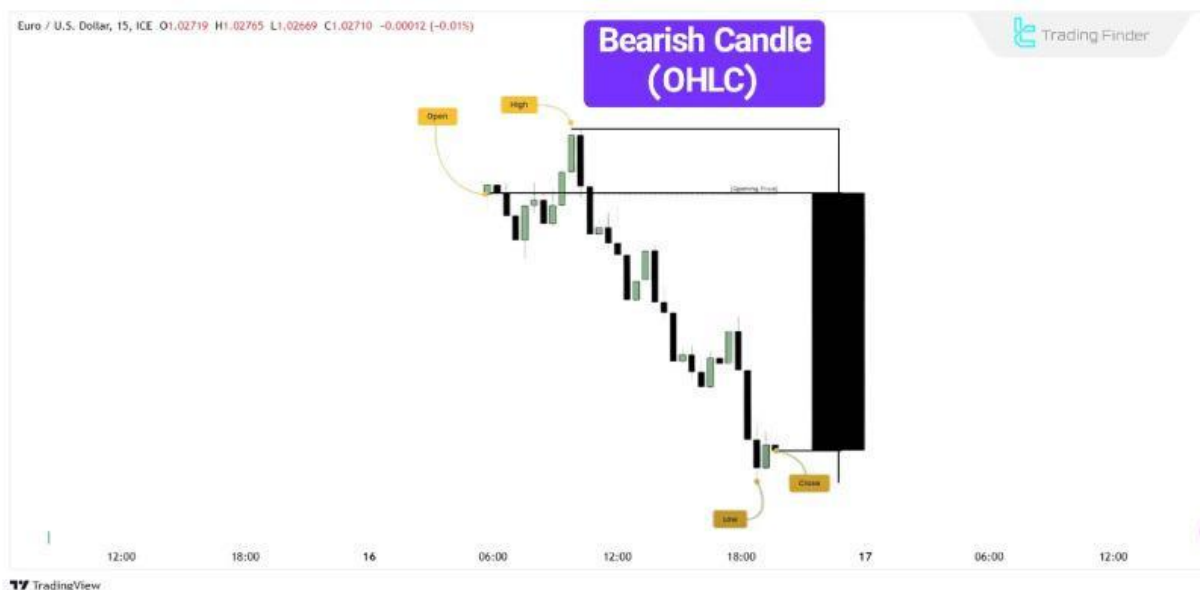 Euro / U.S. Dollar, 15, ICE O1.02719 H1.02765 L1.02669 C1.02710 -0.00012 (-0.01%)
Bearish Candle
(OHLC)
Trading Finder
High
Open
[Opening Price]
Close
Low
12:00 18:00 16 06:00 12:00 18:00 17 06:00 12:00
TradingView